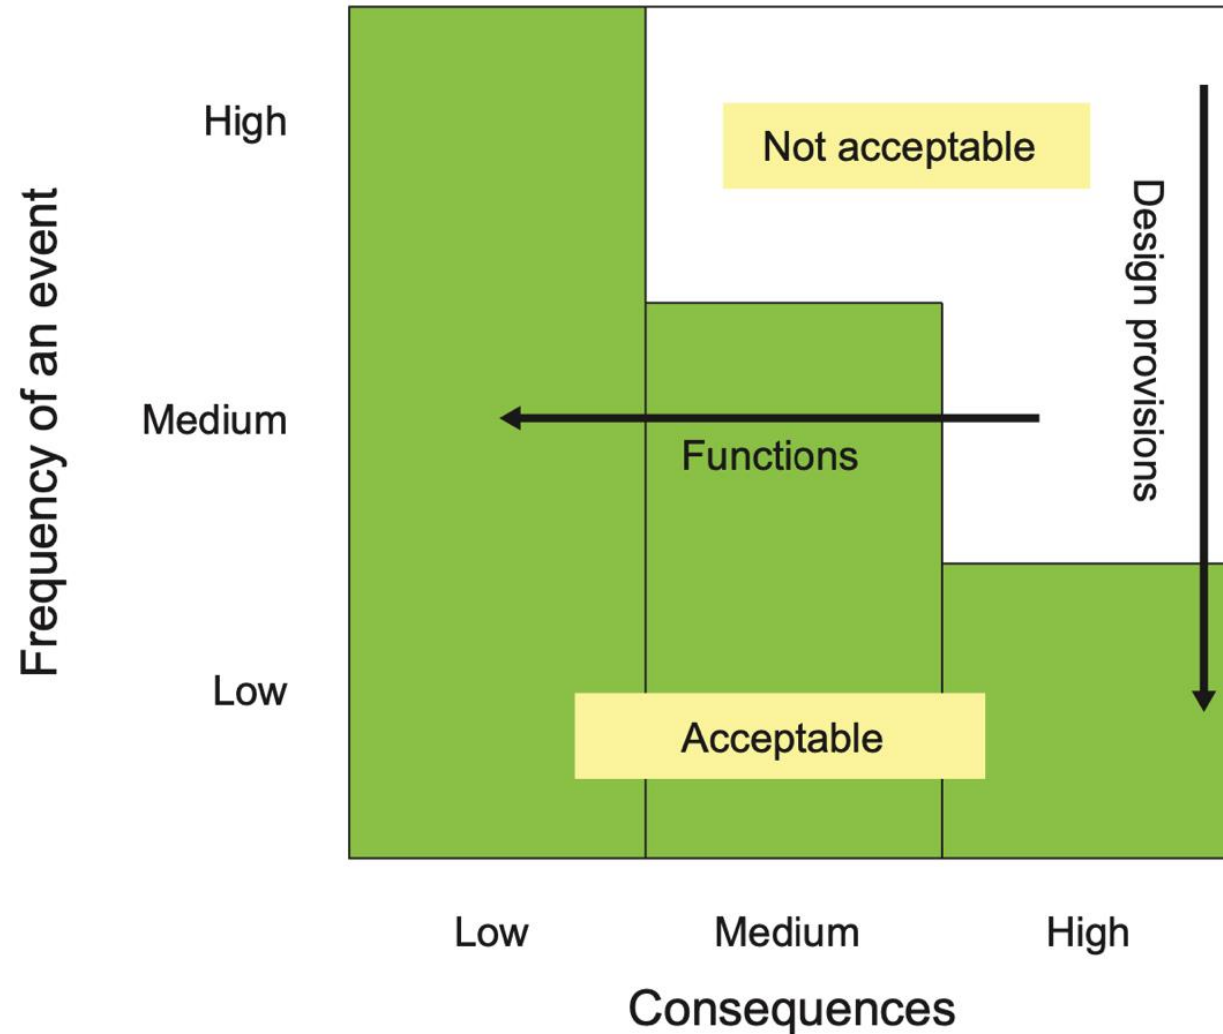 High
Not acceptable
Frequency of an event
Design provisions
Medium
Functions
Low
Acceptable
Low
Medium
High
Consequences